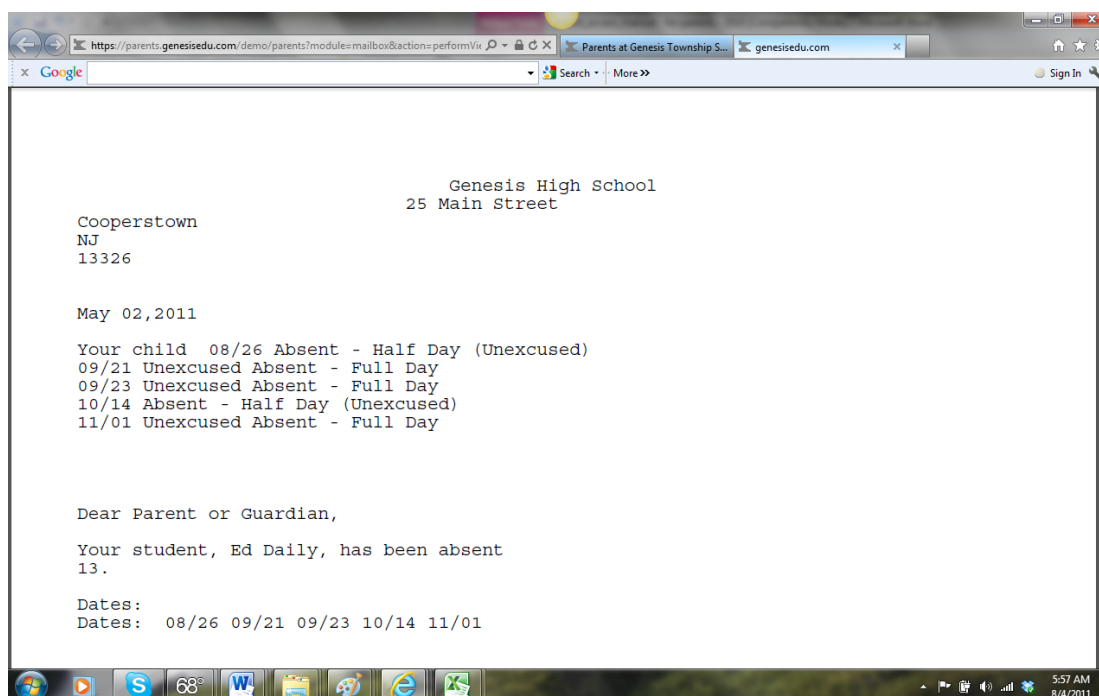 https://parents.genesisedu.com/demo/parents?module=mailbox&action=performVi
Parents at Genesis Township S...
genesisedu.com
x Google
Search
More >>
Sign In
Genesis High School
25 Main Street
Cooperstown
NJ
13326
May 02,2011
Your child  08/26 Absent - Half Day (Unexcused)
09/21 Unexcused Absent - Full Day
09/23 Unexcused Absent - Full Day
10/14 Absent - Half Day (Unexcused)
11/01 Unexcused Absent - Full Day
Dear Parent or Guardian,
Your student, Ed Daily, has been absent
13.
Dates:
Dates:  08/26 09/21 09/23 10/14 11/01
68°
5:57 AM
8/4/2011